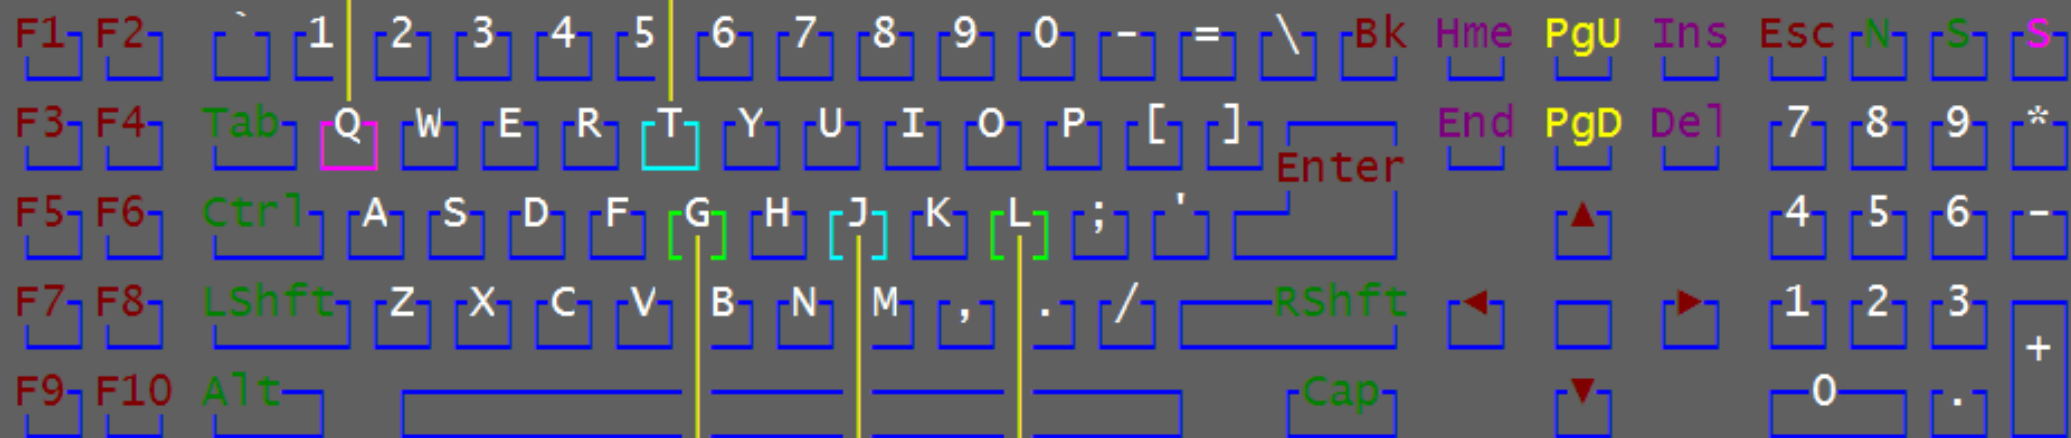 F1 F2 ` 1 2 3 4 5 6 7 8 9 0 - = \ Bk Hme PgU Ins Esc N S S
F3 F4 Tab Q W E R T Y U I O P [ ] End PgD Del 7 8 9 *
Enter
F5 F6 Ctrl A S D F G H J K L ; ' ▲ 4 5 6 -
F7 F8 LShft Z X C V B N M , . / RShft ◄ ► 1 2 3
+
F9 F10 Alt Cap ▼ 0 .